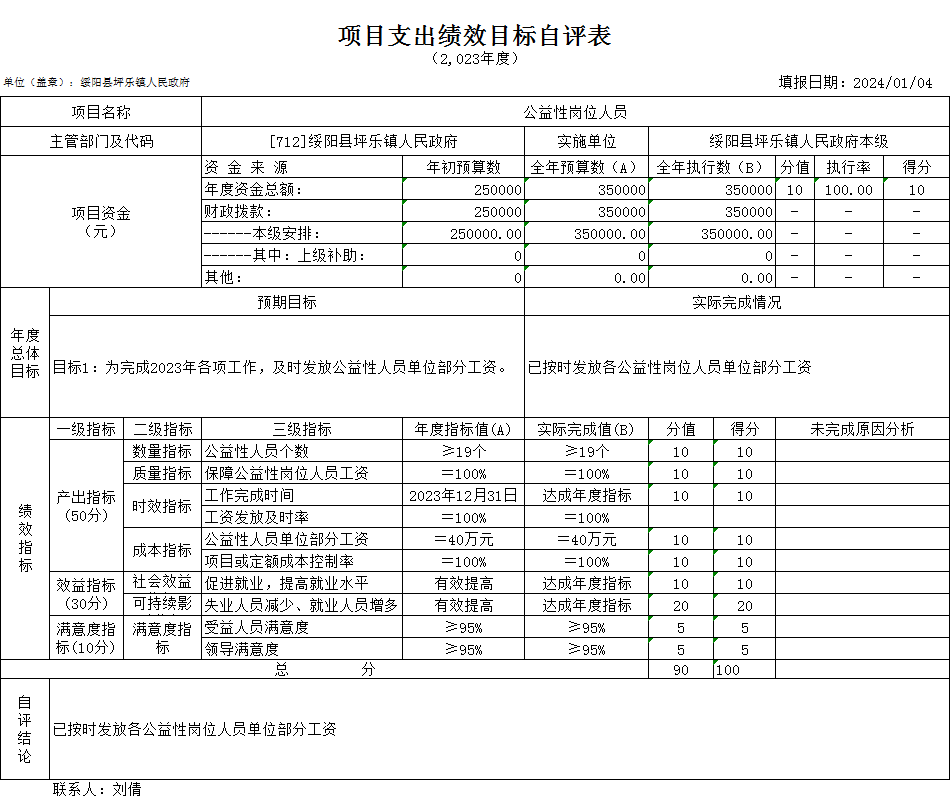 项目支出绩效目标自评表
（2,023年度）
单位（盖章）：绥阳县坪乐镇人民政府 填报日期：2024/01/04
项目名称 公益性岗位人员
主管部门及代码 [712]绥阳县坪乐镇人民政府 实施单位 绥阳县坪乐镇人民政府本级
项目资金
（元）
资 金 来 源 年初预算数 全年预算数（A） 全年执行数（B） 分值 执行率 得分
年度资金总额： 250000 350000 350000 10 100.00 10
财政拨款： 250000 350000 350000 － － －
------本级安排： 250000.00 350000.00 350000.00 － － －
------其中：上级补助： 0 0 0 － － －
其他： 0 0.00 0.00 － － －
年度
总体
目标
预期目标 实际完成情况
目标1：为完成2023年各项工作，及时发放公益性人员单位部分工资。 已按时发放各公益性岗位人员单位部分工资
绩
效
指
标
一级指标 二级指标 三级指标 年度指标值(A) 实际完成值(B) 分值 得分 未完成原因分析
产出指标
(50分)
数量指标 公益性人员个数 ≥19个 ≥19个 10 10
质量指标 保障公益性岗位人员工资 ＝100% ＝100% 10 10
时效指标 工作完成时间 2023年12月31日 达成年度指标 10 10
工资发放及时率 ＝100% ＝100%
成本指标 公益性人员单位部分工资 ＝40万元 ＝40万元 10 10
项目或定额成本控制率 ＝100% ＝100% 10 10
效益指标
(30分)
社会效益 促进就业，提高就业水平 有效提高 达成年度指标 10 10
可持续影 失业人员减少、就业人员增多 有效提高 达成年度指标 20 20
满意度指
标(10分)
满意度指
标
受益人员满意度 ≥95% ≥95% 5 5
领导满意度 ≥95% ≥95% 5 5
总 分 90 100
自
评
结
论
已按时发放各公益性岗位人员单位部分工资
联系人：刘倩